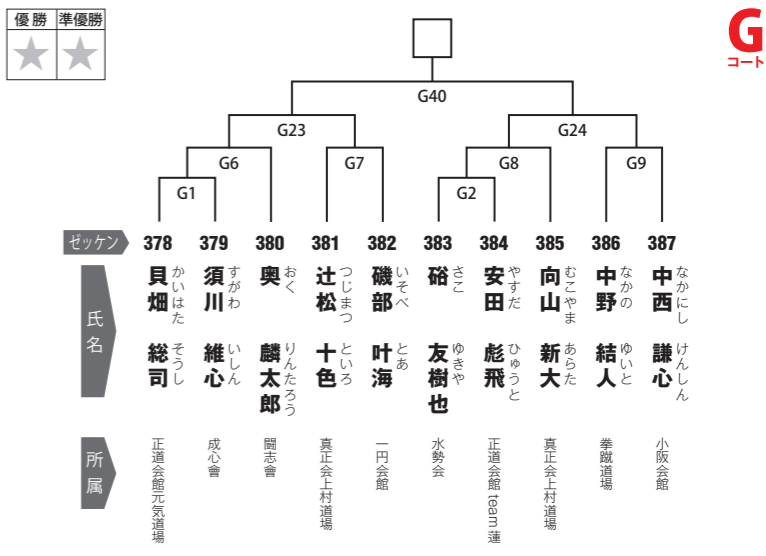 優勝 準優勝
G
コート
G40
G23 G24
G6 G7 G8 G9
G1 G2
ゼッケン 378 379 380 381 382 383 384 385 386 387
氏名
貝畑 総司
かいはた そうし
須川 維心
すがわ いしん
奥 麟太郎
おく りんたろう
辻松 十色
つじまつ といろ
磯部 叶海
いそべ とあ
硲 友樹也
さこ ゆきや
安田 彪飛
やすだ ひゅうと
向山 新大
むこやま あらた
中野 結人
なかの ゆいと
中西 謙心
なかにし けんしん
所属
正道会館元気道場
成心會
闘志會
真正会上村道場
一円会館
水勢会
正道会館 team 蓮
真正会上村道場
拳蹴道場
小阪会館